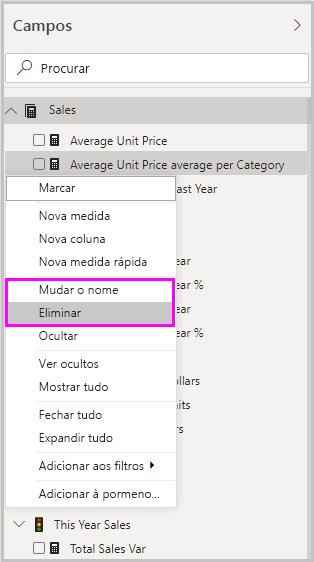 Campos
Procurar
Sales
Average Unit Price
Average Unit Price average per Category
Marcar
ast Year
Nova medida
Nova coluna
Nova medida rápida
ear
Mudar o nome
ear %
Eliminar
ear
Ocultar
ear %
Ver ocultos
Mostrar tudo
ollars
its
Fechar tudo
rs
Expandir tudo
Adicionar aos filtros
Adicionar à pormeno...
This Year Sales
Total Sales Var